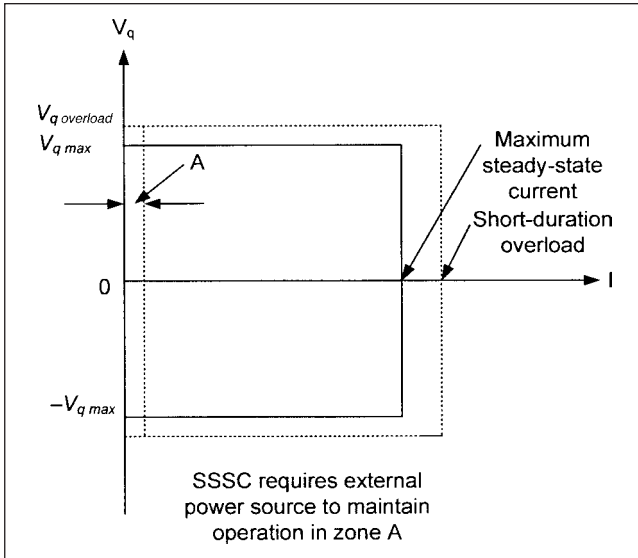 V_q
V_q overload
V_q max
A
Maximum
steady-state
current
Short-duration
overload
0
I
–V_q max
SSSC requires external
power source to maintain
operation in zone A